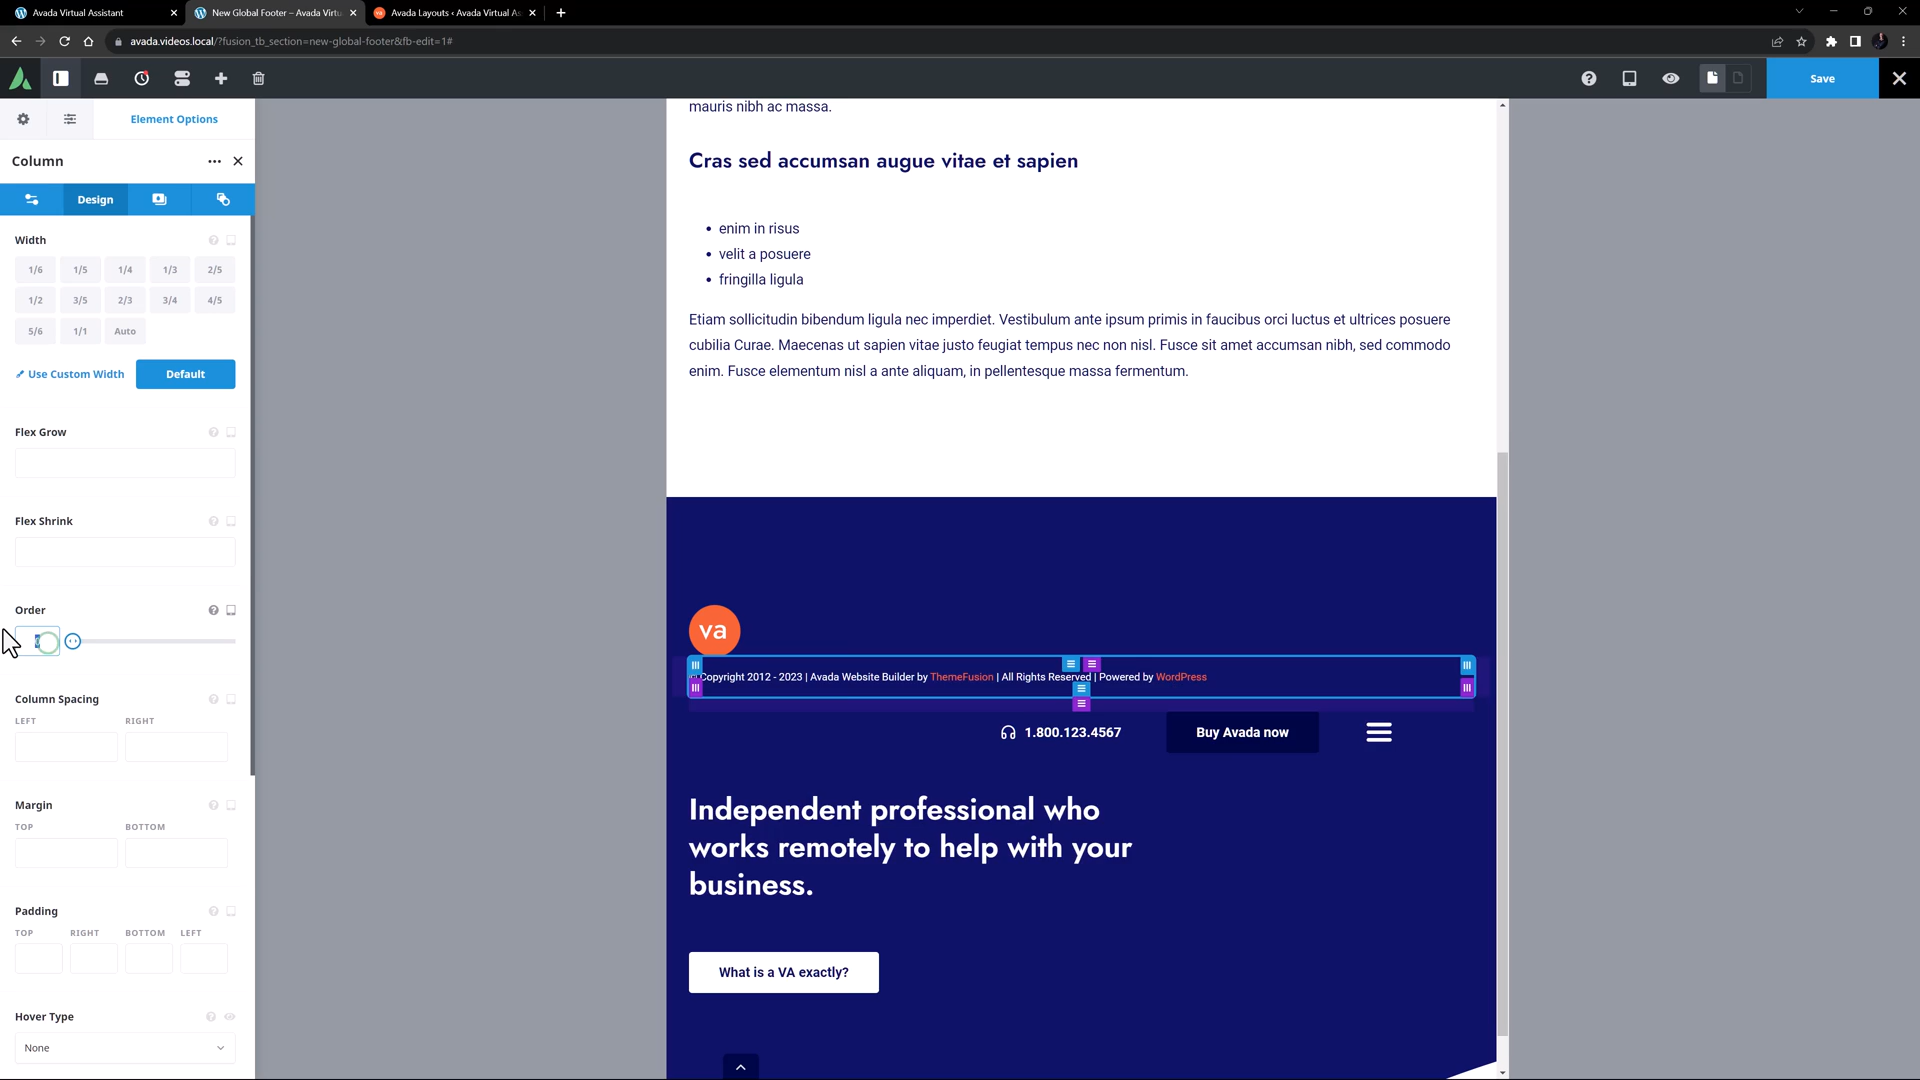 Avada Virtual Assistant
New Global Footer – Avada Virtu
Avada Layouts ‹ Avada Virtual As
avada.videos.local/?fusion_tb_section=new-global-footer&fb-edit=1#
Save
Element Options
Column
Design
Width
1/6 1/5 1/4 1/3 2/5
1/2 3/5 2/3 3/4 4/5
5/6 1/1 Auto
Use Custom Width Default
Flex Grow
Flex Shrink
Order
Column Spacing
LEFT RIGHT
Margin
TOP BOTTOM
Padding
TOP RIGHT BOTTOM LEFT
Hover Type
None
mauris nibh ac massa.
Cras sed accumsan augue vitae et sapien
• enim in risus
• velit a posuere
• fringilla ligula
Etiam sollicitudin bibendum ligula nec imperdiet. Vestibulum ante ipsum primis in faucibus orci luctus et ultrices posuere
cubilia Curae. Maecenas ut sapien vitae justo feugiat tempus nec non nisl. Fusce sit amet accumsan nibh, sed commodo
enim. Fusce elementum nisl a ante aliquam, in pellentesque massa fermentum.
va
Copyright 2012 - 2023 | Avada Website Builder by ThemeFusion | All Rights Reserved | Powered by WordPress
1.800.123.4567 Buy Avada now
Independent professional who
works remotely to help with your
business.
What is a VA exactly?